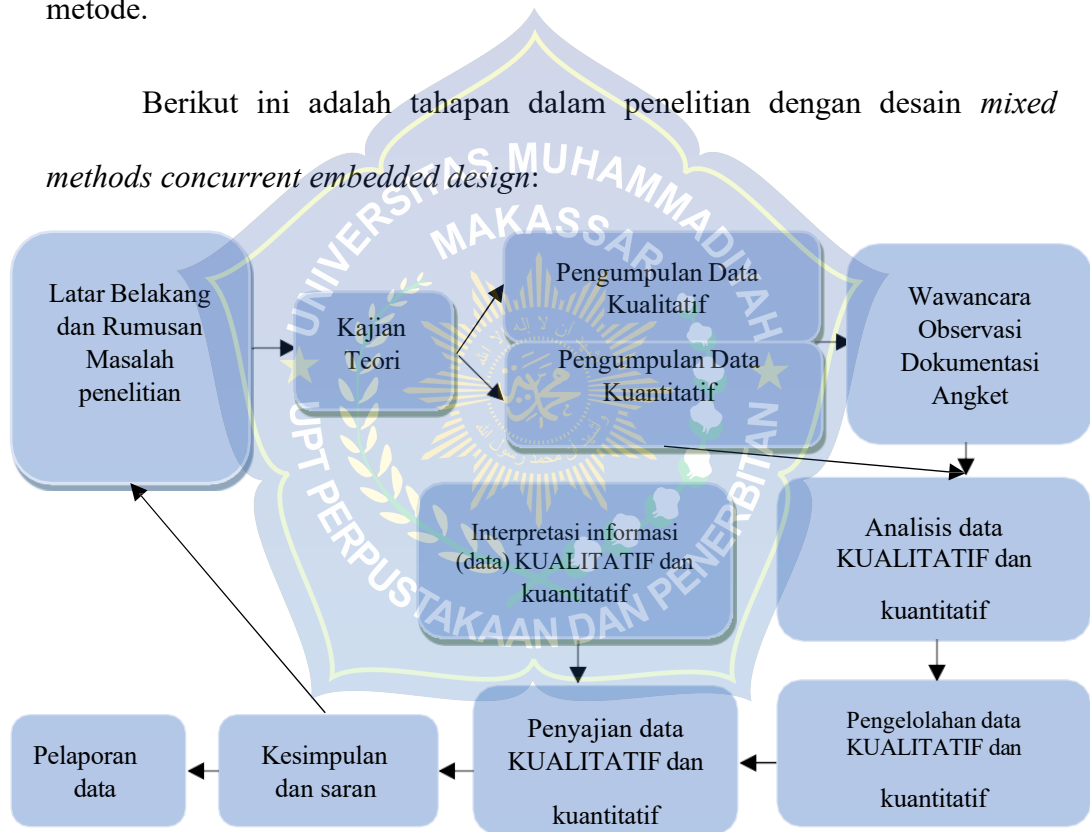 metode.
Berikut ini adalah tahapan dalam penelitian dengan desain mixed
methods concurrent embedded design:
UNIVERSITAS MUHAMMADIYAH
MAKASSAR
UPT PERPUSTAKAAN DAN PENERBITAN
Latar Belakang
dan Rumusan
Masalah
penelitian
Kajian
Teori
Pengumpulan Data
Kualitatif
Pengumpulan Data
Kuantitatif
Wawancara
Observasi
Dokumentasi
Angket
Interpretasi informasi
(data) KUALITATIF dan
kuantitatif
Analisis data
KUALITATIF dan
kuantitatif
Pelaporan
data
Kesimpulan
dan saran
Penyajian data
KUALITATIF dan
kuantitatif
Pengelolahan data
KUALITATIF dan
kuantitatif